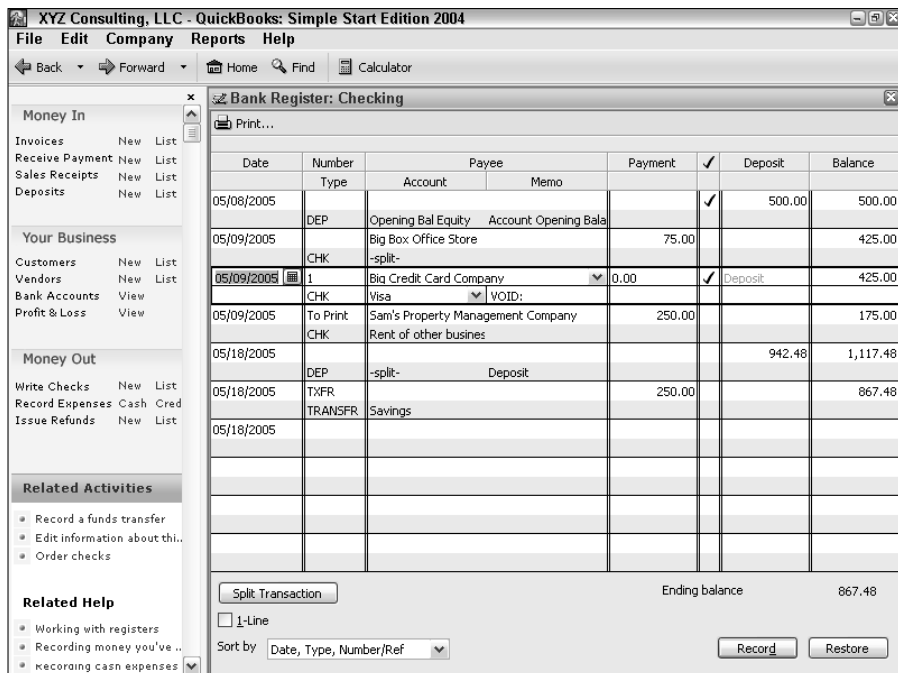 XYZ Consulting, LLC - QuickBooks: Simple Start Edition 2004
File Edit Company Reports Help
Back Forward Home Find Calculator
Money In
Invoices New List
Receive Payment New List
Sales Receipts New List
Deposits New List
Your Business
Customers New List
Vendors New List
Bank Accounts View
Profit & Loss View
Money Out
Write Checks New List
Record Expenses Cash Cred
Issue Refunds New List
Related Activities
Record a funds transfer
Edit information about thi..
Order checks
Related Help
Working with registers
Recording money you've ..
Recording cash expenses
Bank Register: Checking
Print...
Date Number Payee Payment ✓ Deposit Balance
Type Account Memo
05/08/2005 ✓ 500.00 500.00
DEP Opening Bal Equity Account Opening Bala
05/09/2005 Big Box Office Store 75.00 425.00
CHK -split-
05/09/2005 1 Big Credit Card Company 0.00 ✓ Deposit 425.00
CHK Visa VOID:
05/09/2005 To Print Sam's Property Management Company 250.00 175.00
CHK Rent of other busines
05/18/2005 942.48 1,117.48
DEP -split- Deposit
05/18/2005 TXFR 250.00 867.48
TRANSFR Savings
05/18/2005
Split Transaction Ending balance 867.48
1-Line
Sort by Date, Type, Number/Ref Record Restore